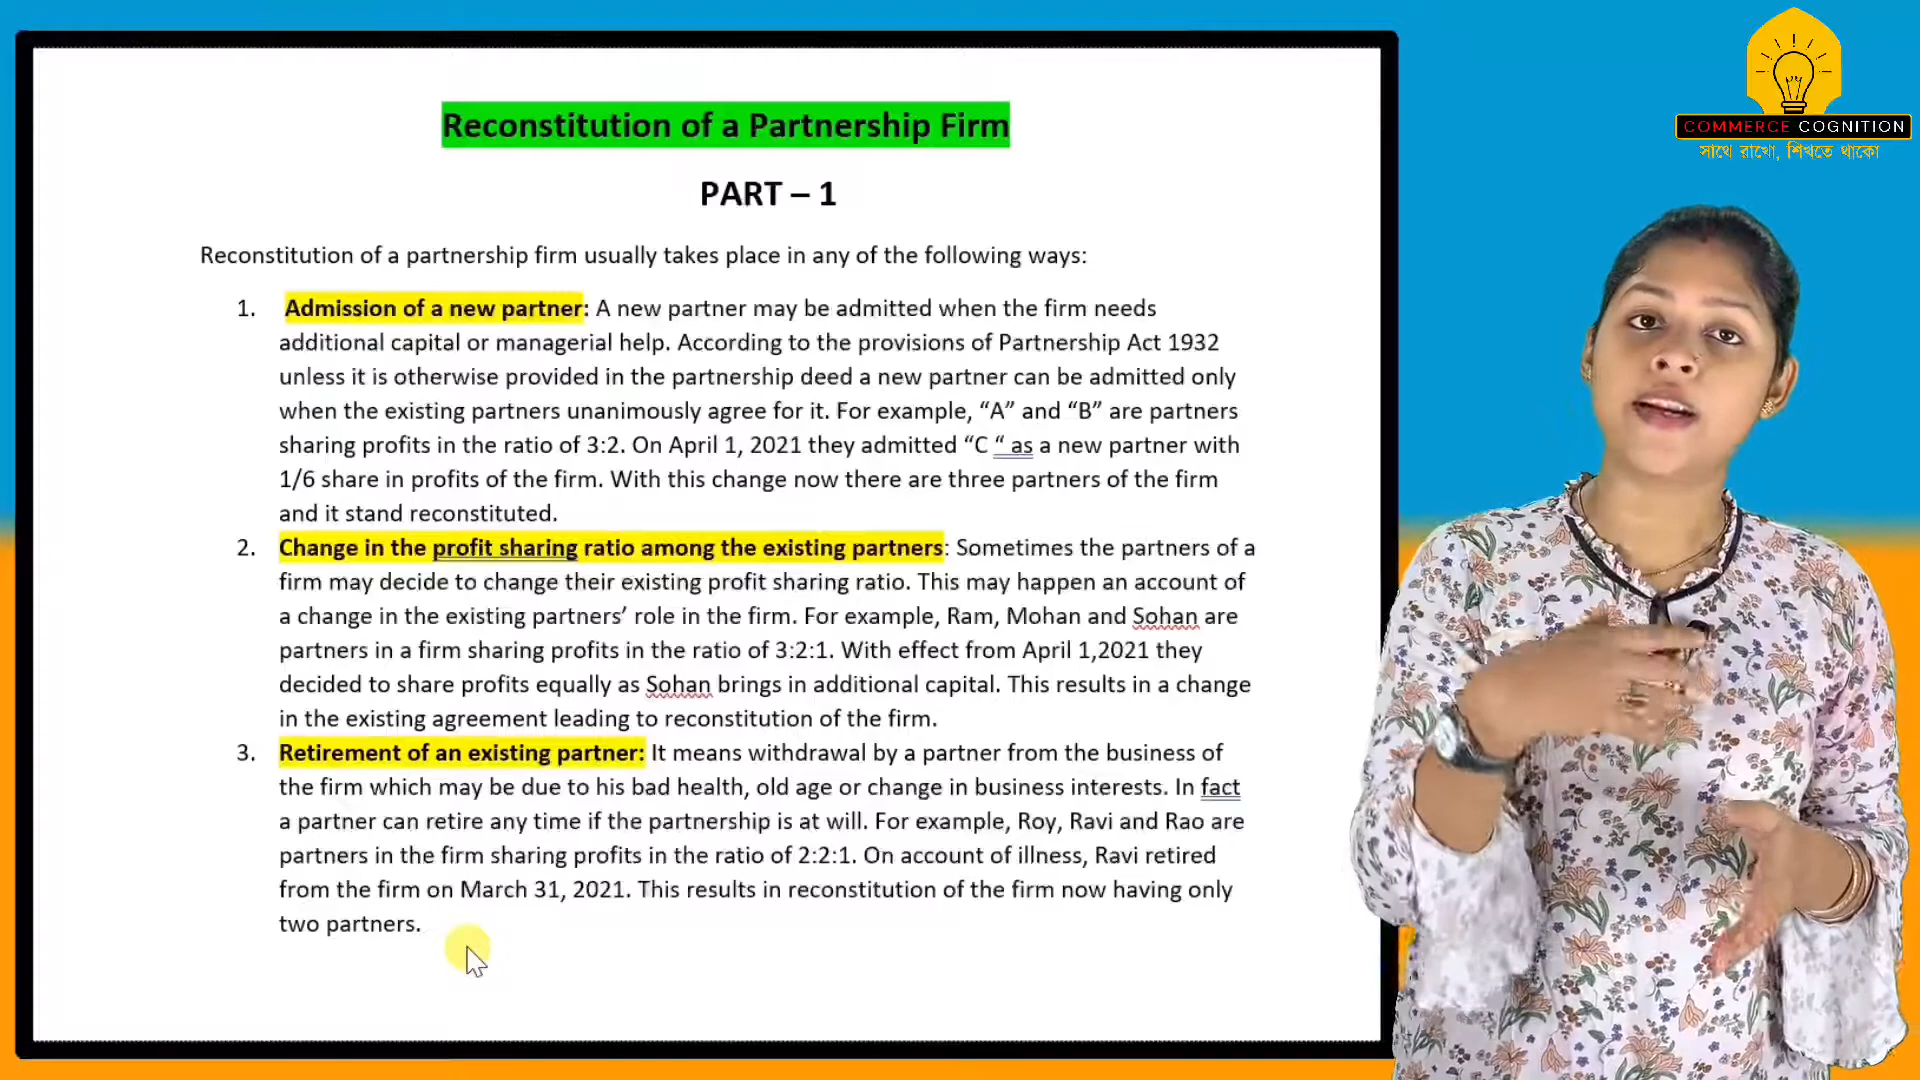 Reconstitution of a Partnership Firm
PART – 1
Reconstitution of a partnership firm usually takes place in any of the following ways:
1. Admission of a new partner: A new partner may be admitted when the firm needs
additional capital or managerial help. According to the provisions of Partnership Act 1932
unless it is otherwise provided in the partnership deed a new partner can be admitted only
when the existing partners unanimously agree for it. For example, “A” and “B” are partners
sharing profits in the ratio of 3:2. On April 1, 2021 they admitted “C “ as a new partner with
1/6 share in profits of the firm. With this change now there are three partners of the firm
and it stand reconstituted.
2. Change in the profit sharing ratio among the existing partners: Sometimes the partners of a
firm may decide to change their existing profit sharing ratio. This may happen an account of
a change in the existing partners’ role in the firm. For example, Ram, Mohan and Sohan are
partners in a firm sharing profits in the ratio of 3:2:1. With effect from April 1,2021 they
decided to share profits equally as Sohan brings in additional capital. This results in a change
in the existing agreement leading to reconstitution of the firm.
3. Retirement of an existing partner: It means withdrawal by a partner from the business of
the firm which may be due to his bad health, old age or change in business interests. In fact
a partner can retire any time if the partnership is at will. For example, Roy, Ravi and Rao are
partners in the firm sharing profits in the ratio of 2:2:1. On account of illness, Ravi retired
from the firm on March 31, 2021. This results in reconstitution of the firm now having only
two partners.
COMMERCE COGNITION
সাথে রাখো, শিখতে থাকো